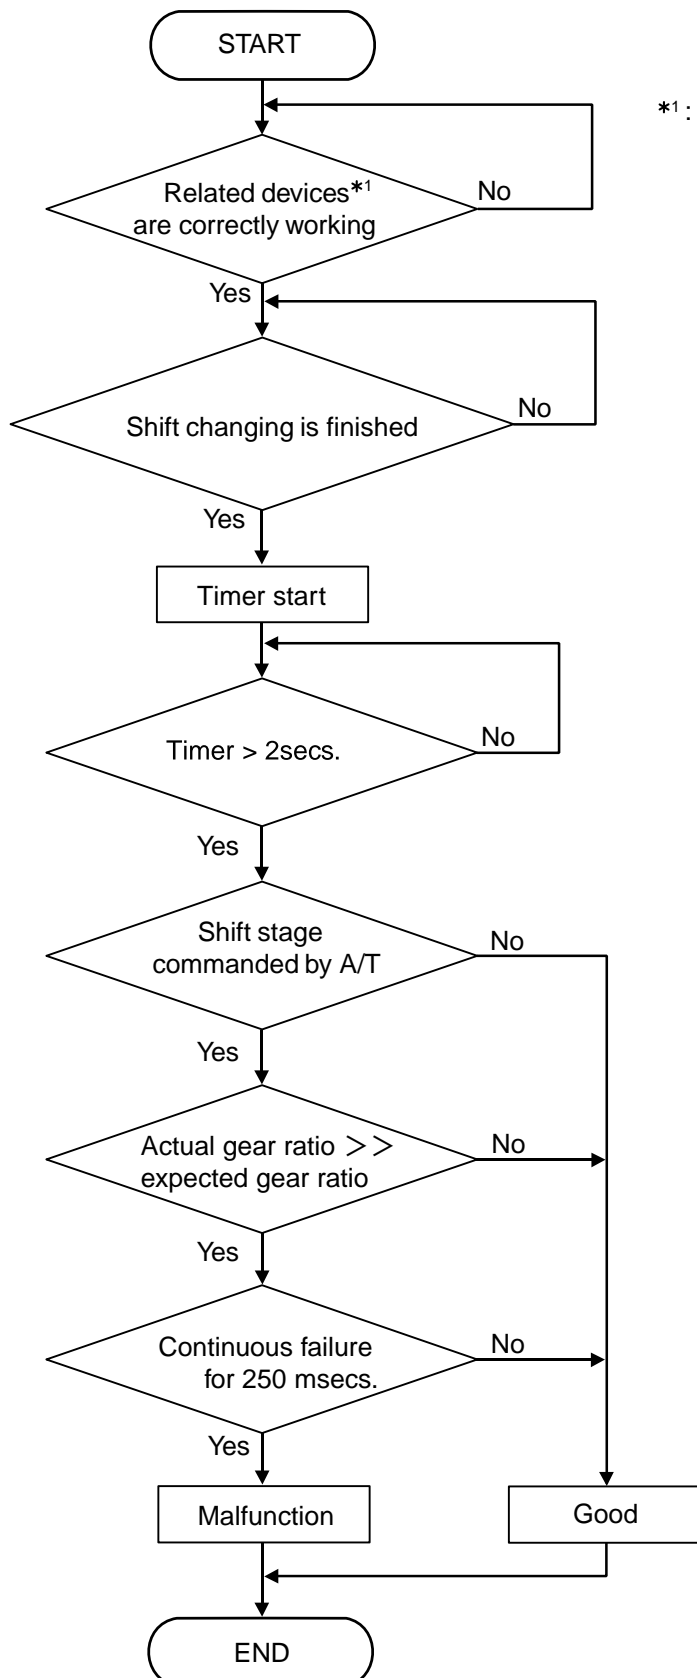 START
*1 :
Related devices*1
are correctly working
No
Yes
Shift changing is finished
No
Yes
Timer start
Timer > 2secs.
No
Yes
Shift stage
commanded by A/T
No
Yes
Actual gear ratio >>
expected gear ratio
No
Yes
Continuous failure
for 250 msecs.
No
Yes
Malfunction
Good
END